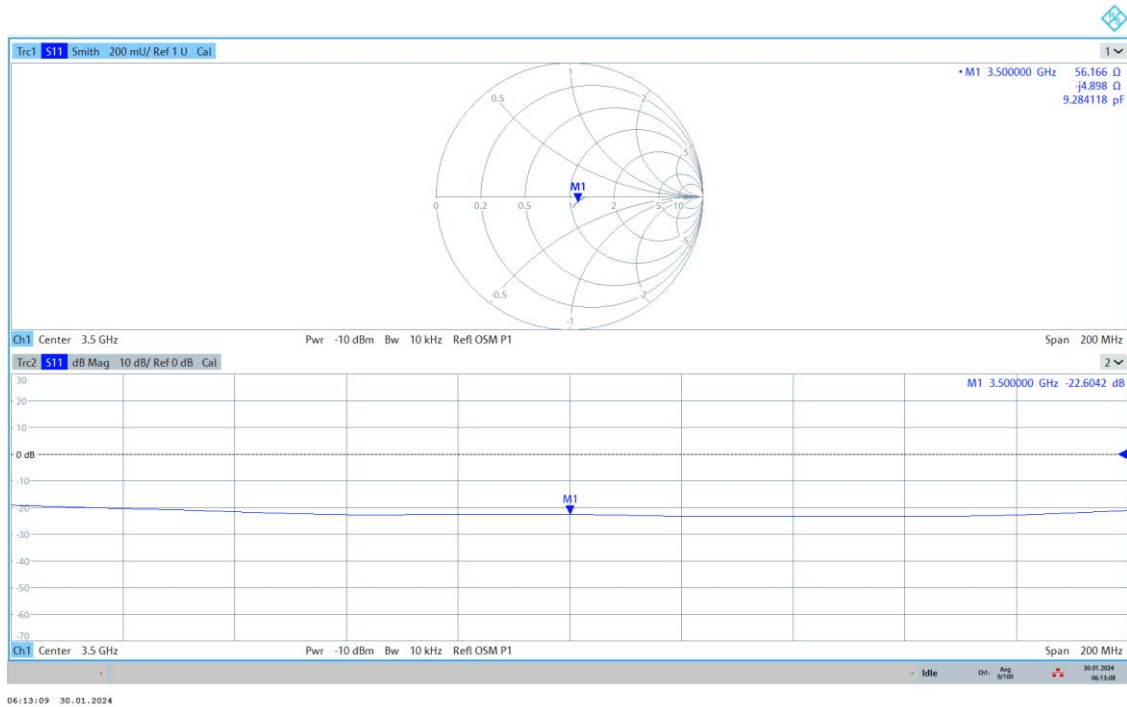 Trc1 S11 Smith 200 mU/ Ref 1 U Cal 1
• M1 3.500000 GHz 56.166 Ω
-j4.898 Ω
9.284118 pF
1
0.5 2
5
M1
0 0.2 0.5 1 2 5 10
-5
-0.5 -2
-1
Ch1 Center 3.5 GHz Pwr -10 dBm Bw 10 kHz Refl OSM P1 Span 200 MHz
Trc2 S11 dB Mag 10 dB/ Ref 0 dB Cal 2
30 M1 3.500000 GHz -22.6042 dB
20
10
0 dB
-10
M1
-20
-30
-40
-50
-60
-70
Ch1 Center 3.5 GHz Pwr -10 dBm Bw 10 kHz Refl OSM P1 Span 200 MHz
- - Idle Ch1: Avg 0/100 30.01.2024
06:13:08
06:13:09 30.01.2024